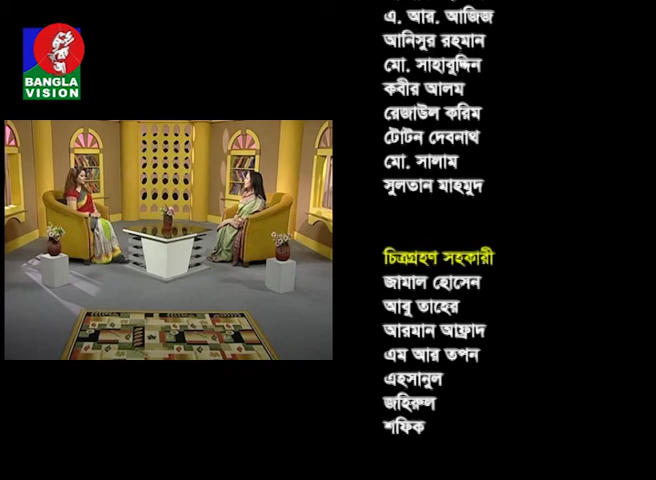 BANGLA
VISION
এ. আর. আজিজ
আনিসুর রহমান
মো. সাহাবুদ্দিন
কবীর আলম
রেজাউল করিম
টোটন দেবনাথ
মো. সালাম
সুলতান মাহমুদ
চিত্রগ্রহণ সহকারী
জামাল হোসেন
আবু তাহের
আরমান আফ্রাদ
এম আর তপন
এহসানুল
জহিরুল
শফিক